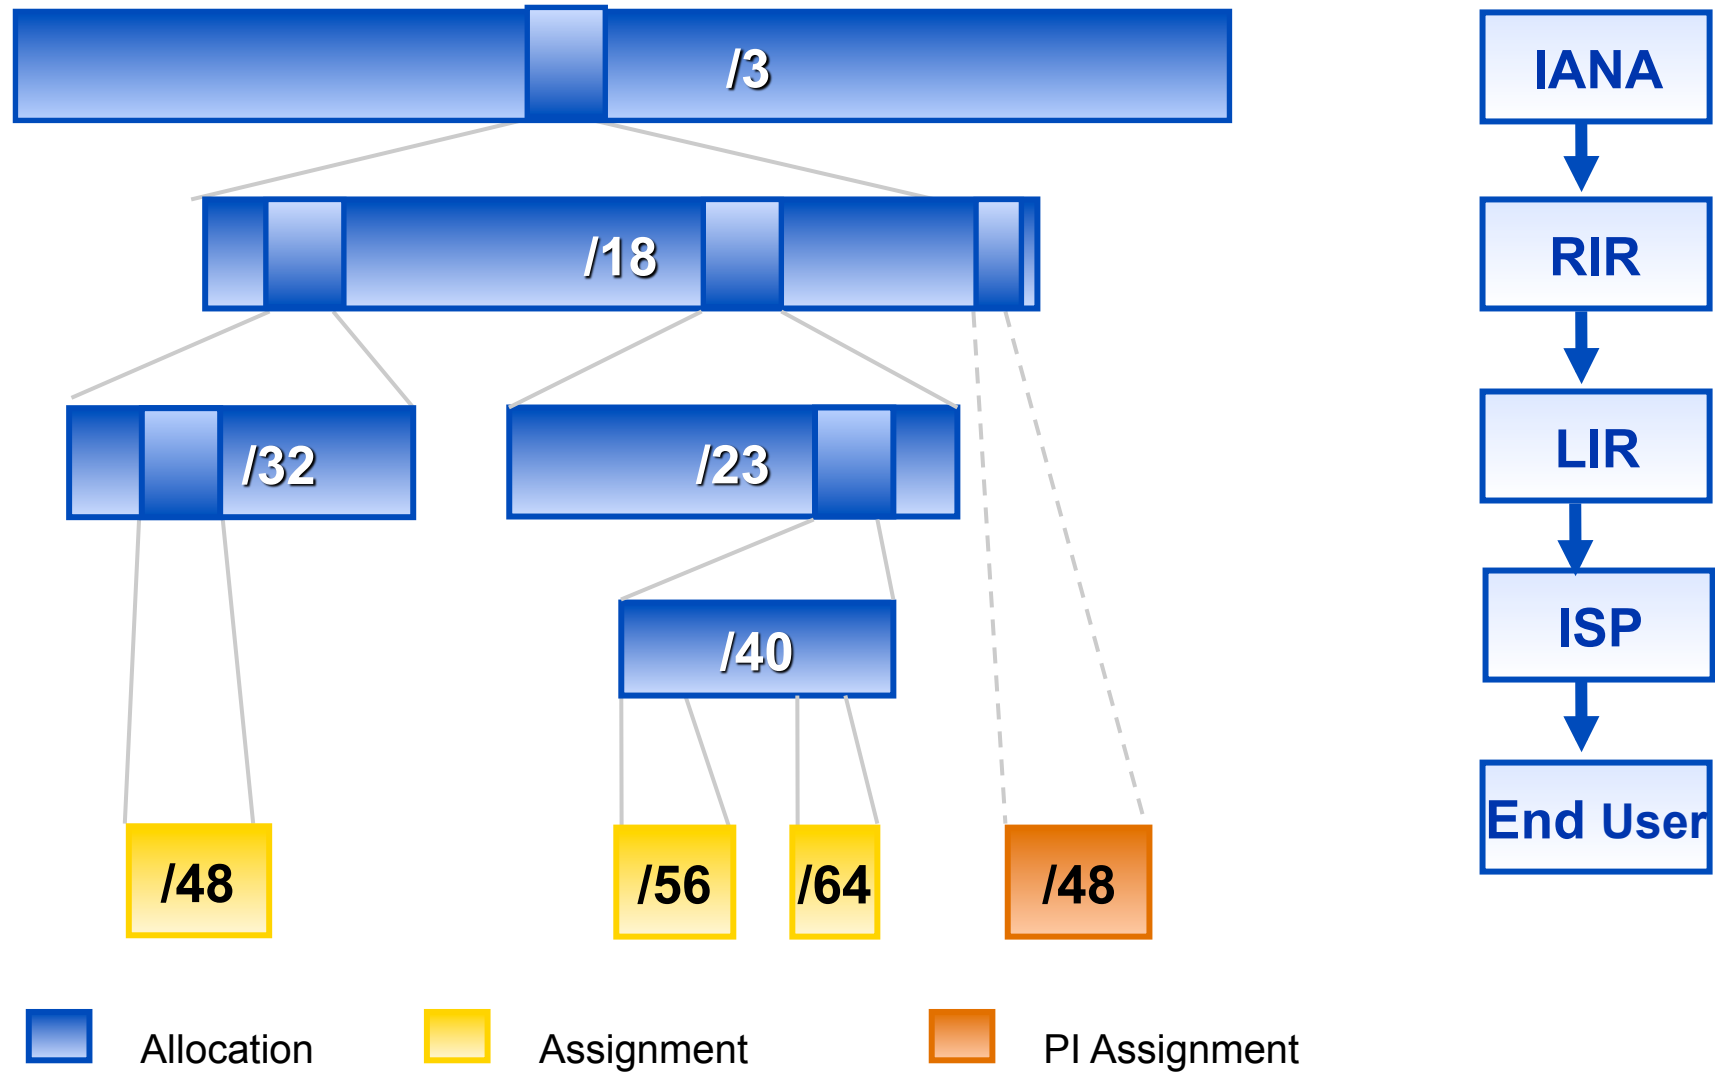 /3
IANA
/18
RIR
/32
/23
LIR
/40
ISP
End User
/48
/56
/64
/48
Allocation
Assignment
PI Assignment